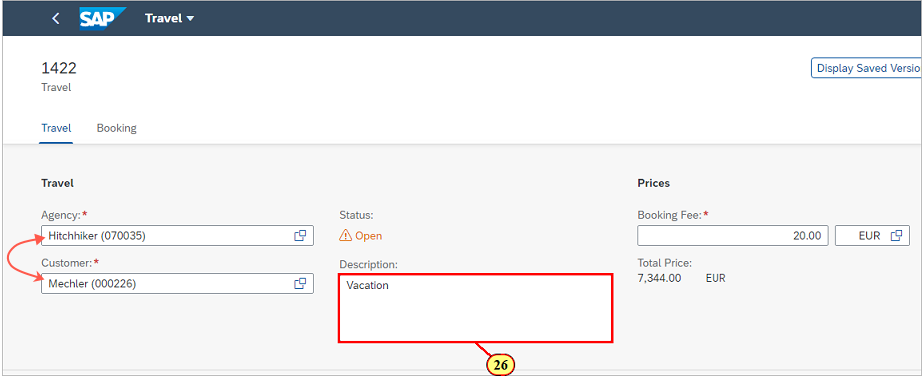 SAP Travel
1422
Travel
Display Saved Versio
Travel Booking
Travel
Agency:*
Hitchhiker (070035)
Customer:*
Mechler (000226)
Status:
Open
Description:
Vacation
Prices
Booking Fee:*
20.00 EUR
Total Price:
7,344.00 EUR
26